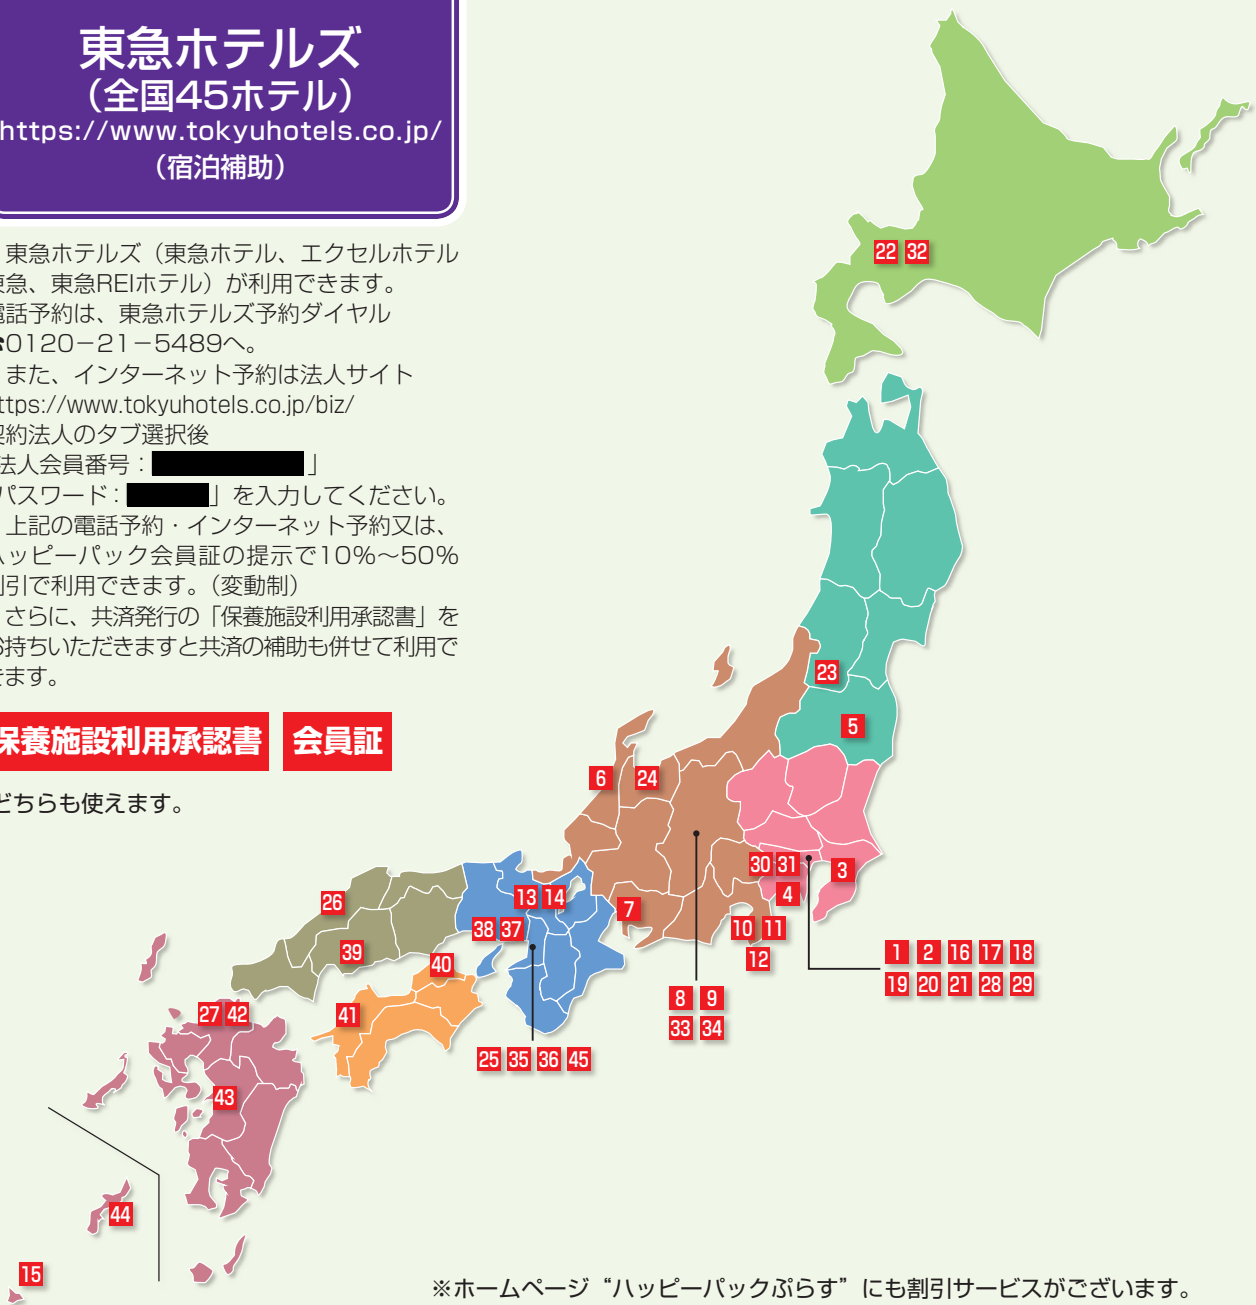 東急ホテルズ
（全国45ホテル）
https://www.tokyuhotels.co.jp/
（宿泊補助）
東急ホテルズ（東急ホテル、エクセルホテル
東急、東急REIホテル）が利用できます。
電話予約は、東急ホテルズ予約ダイヤル
0120－21－5489へ。
また、インターネット予約は法人サイト
ttps://www.tokyuhotels.co.jp/biz/
契約法人のタブ選択後
法人会員番号：」
パスワード：」を入力してください。
上記の電話予約・インターネット予約又は、
ハッピーパック会員証の提示で10％～50％
割引で利用できます。（変動制）
さらに、共済発行の「保養施設利用承認書」を
お持ちいただきますと共済の補助も併せて利用で
きます。
保養施設利用承認書 会員証
どちらも使えます。
22 32
23
5
6 24
30 31
3
4
13 14
26
7
38 37
10 11
39
12
40
1 2 16 17 18
19 20 21 28 29
8 9
33 34
27 42
41
25 35 36 45
43
44
15
※ホームページ“ハッピーパックぷらす”にも割引サービスがございます。